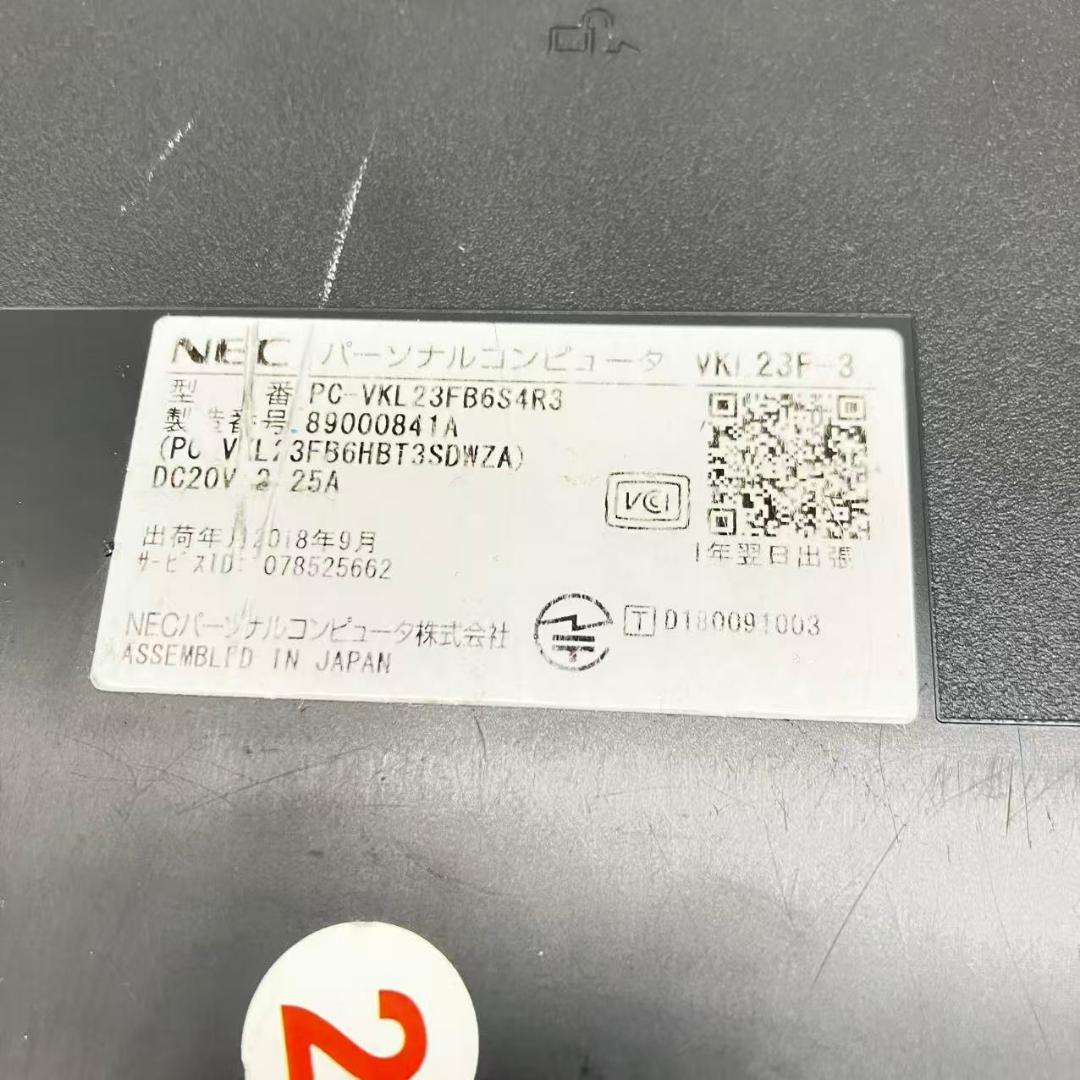 NEC パーソナルコンピュータ VKL23F-3
型 番 PC-VKL23FB6S4R3
製造番号 89000841A
(PC-VKL23FB6HBT3SDWZA)
DC20V 2.25A
VCI
1年翌日出張
出荷年月2018年9月
サービスID: 078525662
NECパーソナルコンピュータ株式会社
T D180091003
ASSEMBLED IN JAPAN
2